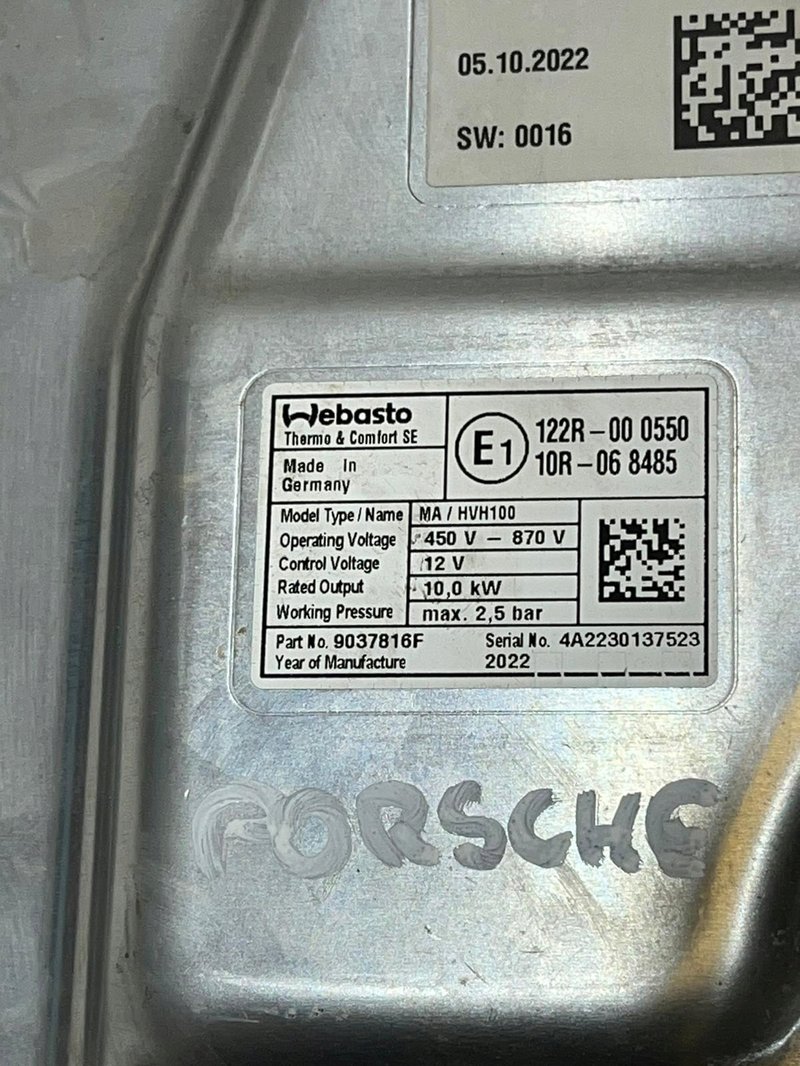 05.10.2022
SW: 0016
Webasto
Thermo & Comfort SE
Made In
Germany
E1
122R-00 0550
10R-06 8485
Model Type / Name MA / HVH100
Operating Voltage 450 V - 870 V
Control Voltage 12 V
Rated Output 10,0 kW
Working Pressure max. 2,5 bar
Part No. 9037816F Serial No. 4A2230137523
Year of Manufacture 2022
PORSCHE